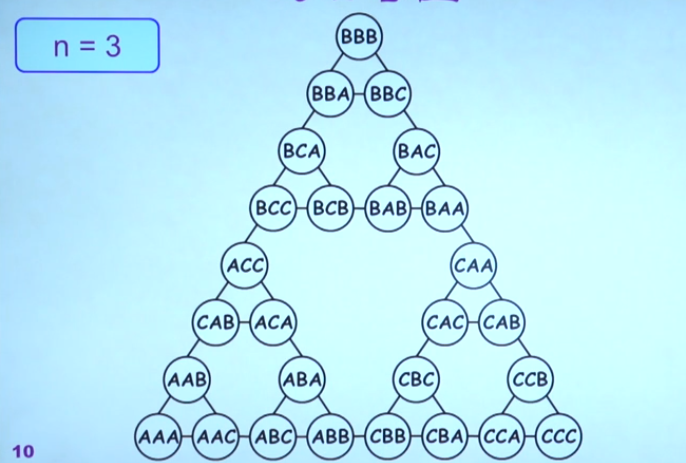 n = 3
BBB
BBA BBC
BCA BAC
BCC BCB BAB BAA
ACC CAA
CAB ACA CAC CAB
AAB ABA CBC CCB
AAA AAC ABC ABB CBB CBA CCA CCC
10